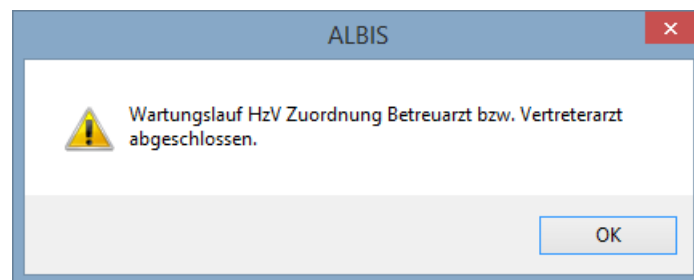 ALBIS
Wartungslauf HzV Zuordnung Betreuarzt bzw. Vertreterarzt
abgeschlossen.
OK